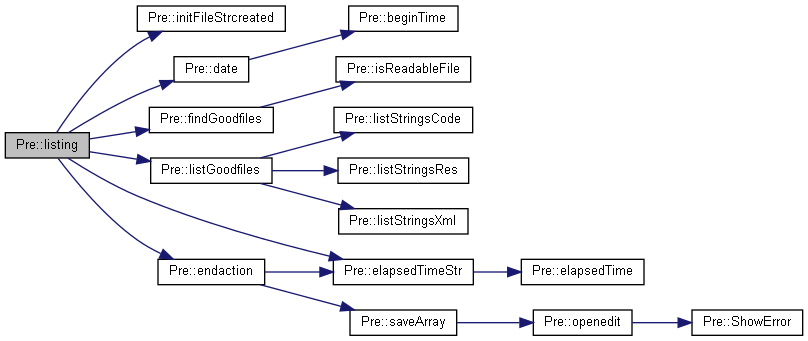 Pre::initFileStrcreated
Pre::beginTime
Pre::date
Pre::isReadableFile
Pre::findGoodfiles
Pre::listStringsCode
Pre::listing
Pre::listGoodfiles
Pre::listStringsRes
Pre::listStringsXml
Pre::endaction
Pre::elapsedTimeStr
Pre::elapsedTime
Pre::saveArray
Pre::openedit
Pre::ShowError